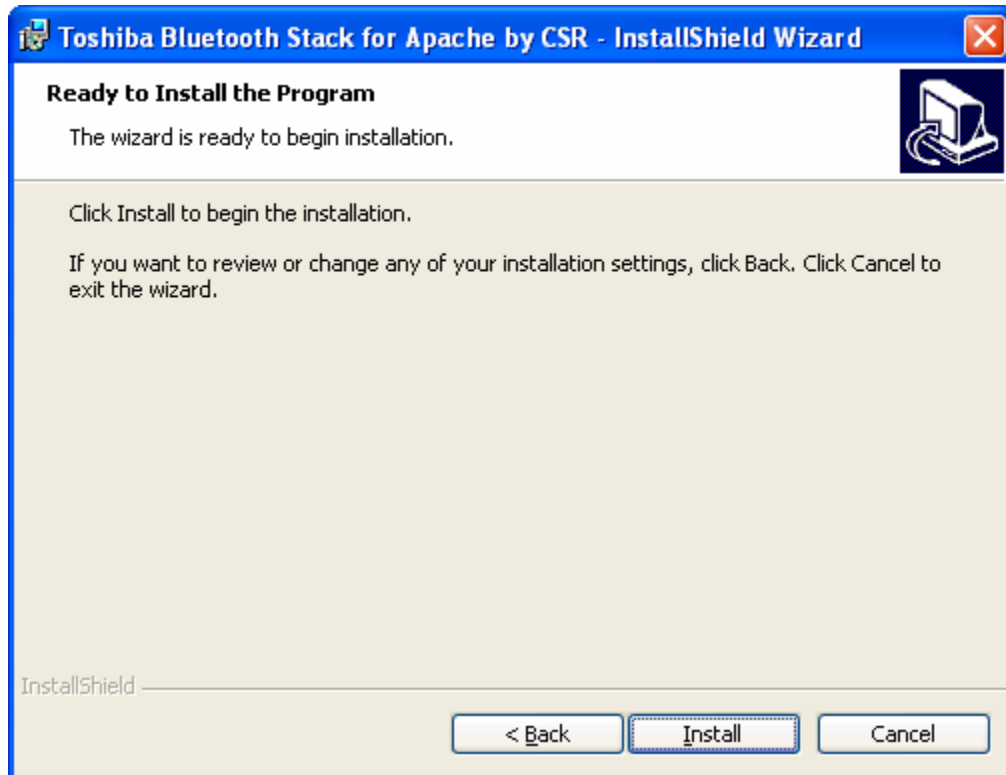 Toshiba Bluetooth Stack for Apache by CSR - InstallShield Wizard
Ready to Install the Program
The wizard is ready to begin installation.
Click Install to begin the installation.
If you want to review or change any of your installation settings, click Back. Click Cancel to
exit the wizard.
InstallShield
< Back
Install
Cancel